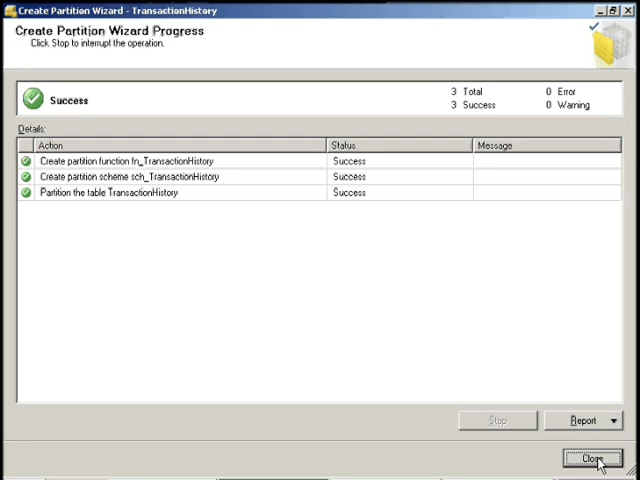 Create Partition Wizard - TransactionHistory
Create Partition Wizard Progress
Click Stop to interrupt the operation.
Success
3 Total 0 Error
3 Success 0 Warning
Details:
Action Status Message
Create partition function fn_TransactionHistory Success
Create partition scheme sch_TransactionHistory Success
Partition the table TransactionHistory Success
Stop Report
Close